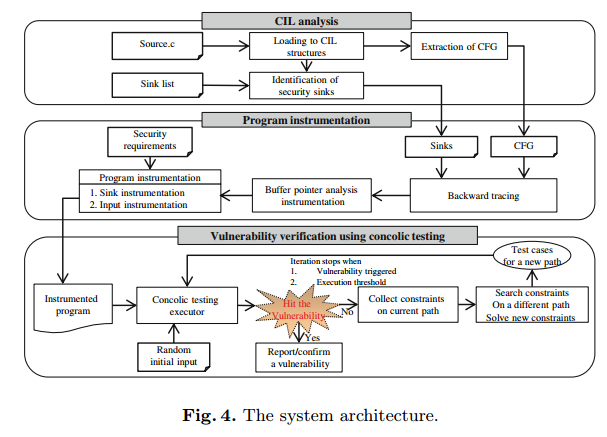 CIL analysis
Source.c
Loading to CIL
structures
Extraction of CFG
Sink list
Identification of
security sinks
Program instrumentation
Security
requirements
Sinks
CFG
Program instrumentation
1. Sink instrumentation
2. Input instrumentation
Buffer pointer analysis
instrumentation
Backward tracing
Vulnerability verification using concolic testing
Iteration stops when
1. Vulnerability triggered
2. Execution threshold
Test cases
for a new path
Instrumented
program
Concolic testing
executor
Hit the
Vulnerability
No
Collect constraints
on current path
Search constraints
On a different path
Solve new constraints
Yes
Random
initial input
Report/confirm
a vulnerability
Fig. 4. The system architecture.